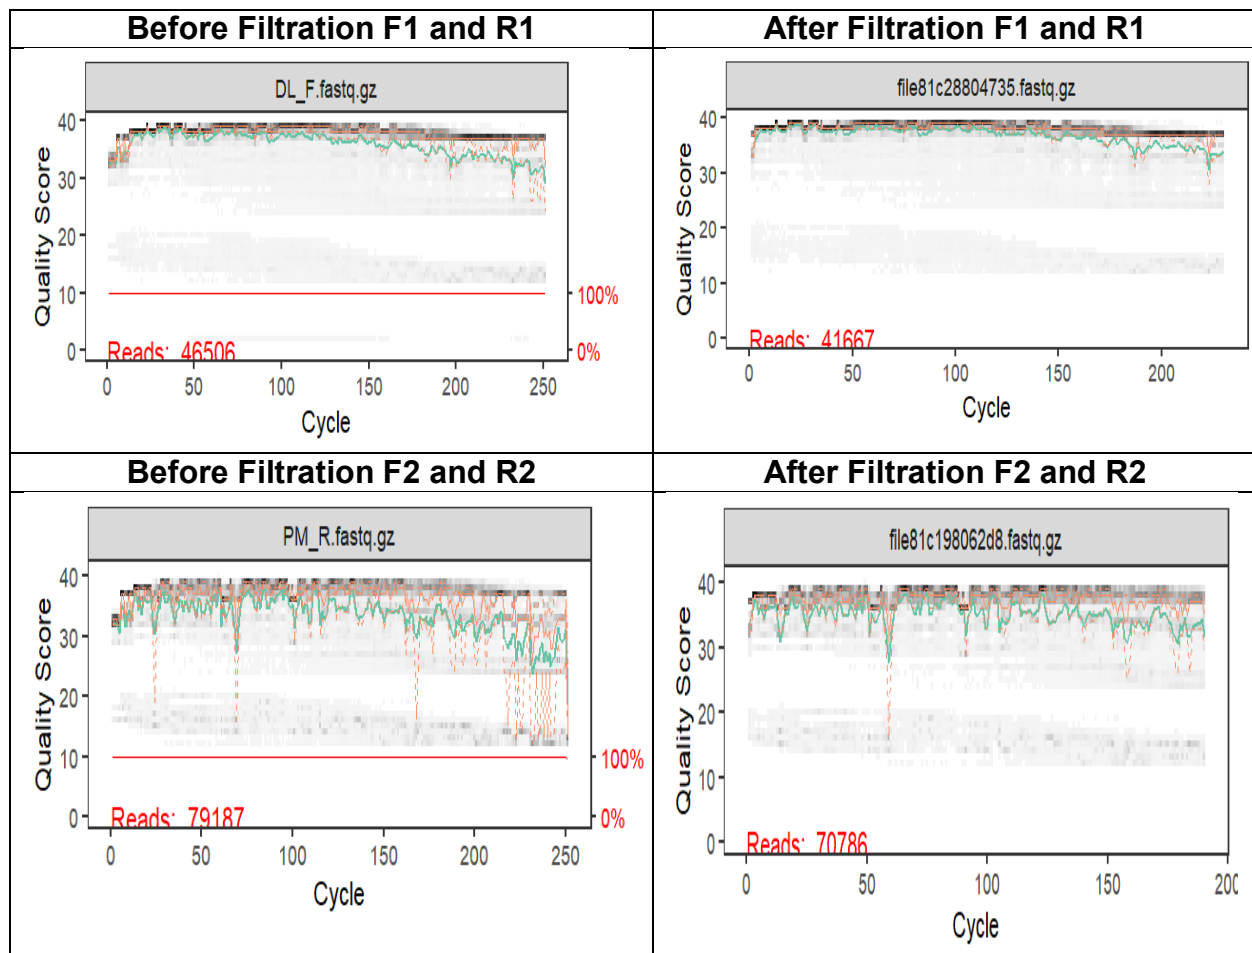 Before Filtration F1 and R1
After Filtration F1 and R1
DL_F.fastq.gz
40
30
20
10
0
Quality Score
100%
0%
Reads: 46506
0 50 100 150 200 250
Cycle
file81c28804735.fastq.gz
40
30
20
10
0
Quality Score
Reads: 41667
0 50 100 150 200
Cycle
Before Filtration F2 and R2
After Filtration F2 and R2
PM_R.fastq.gz
40
30
20
10
0
Quality Score
100%
0%
Reads: 79187
0 50 100 150 200 250
Cycle
file81c198062d8.fastq.gz
40
30
20
10
0
Quality Score
Reads: 70786
0 50 100 150 200
Cycle